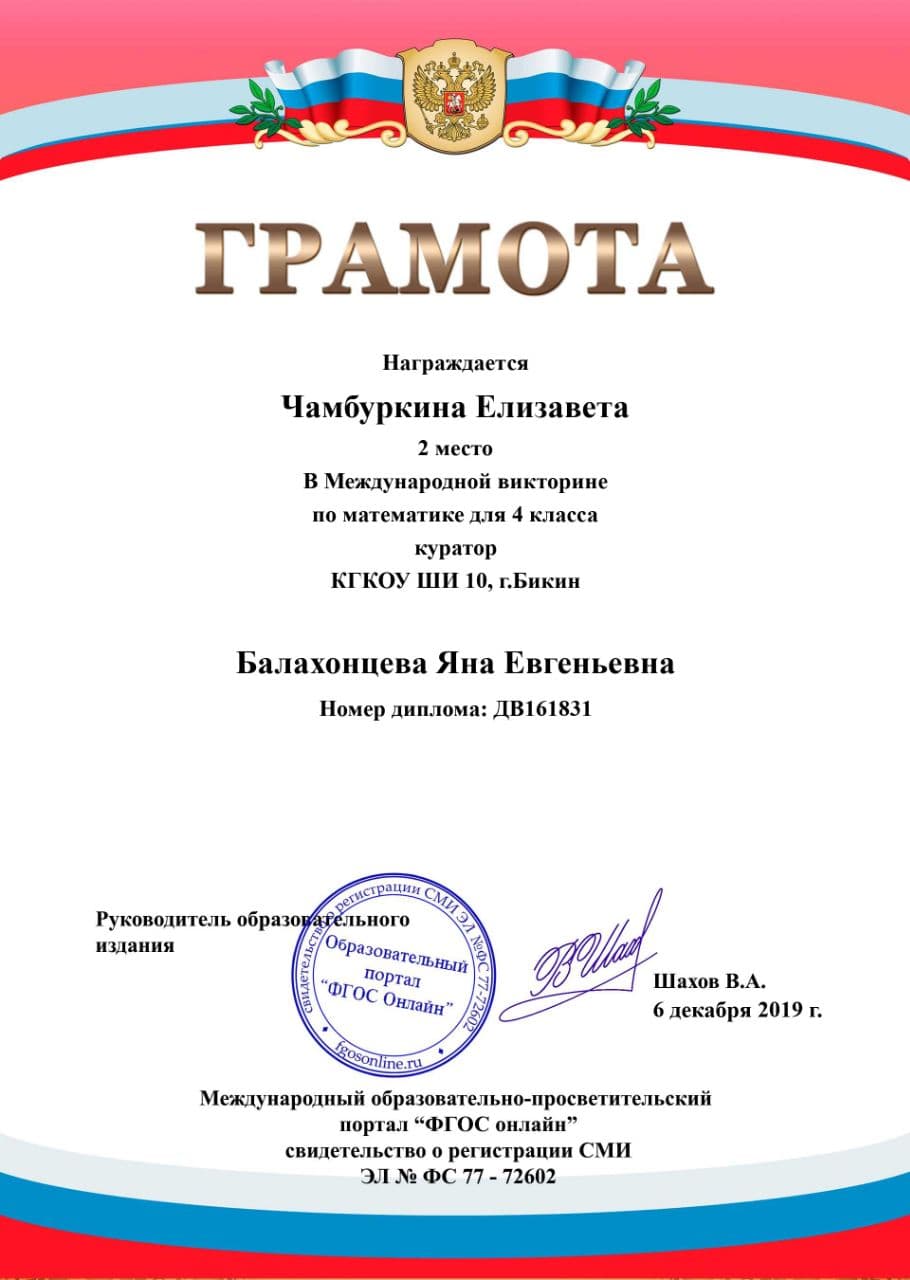 ГРАМОТА
Награждается
Чамбуркина Елизавета
2 место
В Международной викторине
по математике для 4 класса
куратор
КГКОУ ШИ 10, г.Бикин
Балахонцева Яна Евгеньевна
Номер диплома: ДВ161831
Руководитель образовательного
издания
свидетельство о регистрации СМИ ЭЛ №ФС 77-72602
Образовательный
портал
“ФГОС Онлайн”
fgosonline.ru
Шахов В.А.
6 декабря 2019 г.
Международный образовательно-просветительский
портал “ФГОС онлайн”
свидетельство о регистрации СМИ
ЭЛ № ФС 77 - 72602